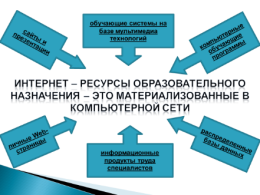 обучающие системы на
базе мультимедиа
технологий
сайты и
презентации
компьютерные
обучающие
программы
ИНТЕРНЕТ – РЕСУРСЫ ОБРАЗОВАТЕЛЬНОГО
НАЗНАЧЕНИЯ – ЭТО МАТЕРИАЛИЗОВАННЫЕ В
КОМПЬЮТЕРНОЙ СЕТИ
личные Web-
страницы
информационные
продукты труда
специалистов
распределенные
базы данных